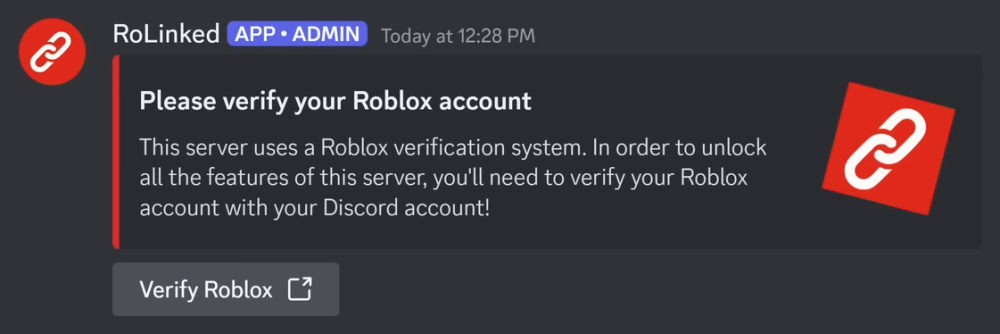 RoLinked APP • ADMIN Today at 12:28 PM
Please verify your Roblox account
This server uses a Roblox verification system. In order to unlock
all the features of this server, you'll need to verify your Roblox
account with your Discord account!
Verify Roblox